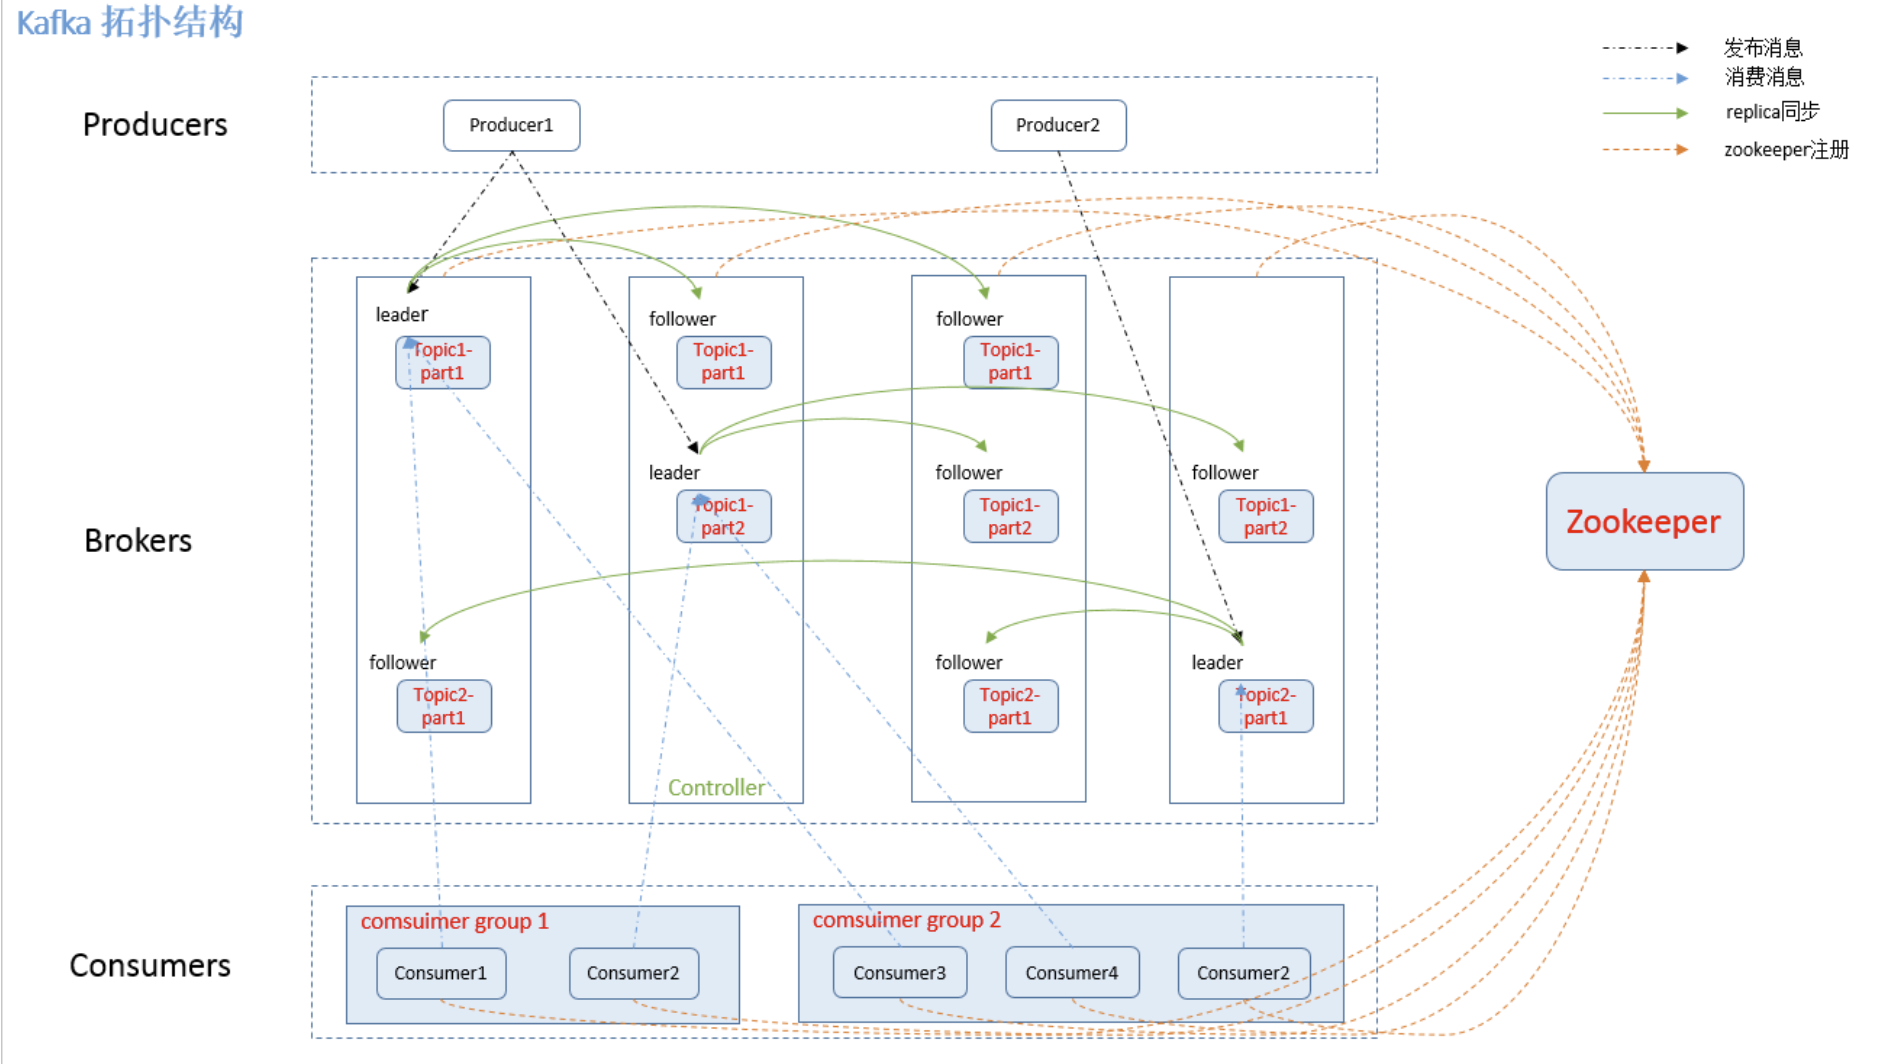 Kafka 拓扑结构
发布消息
消费消息
replica同步
zookeeper注册
Producers
Producer1
Producer2
Brokers
leader
Topic1-
part1
follower
Topic1-
part1
follower
Topic1-
part1
leader
Topic1-
part2
follower
Topic1-
part2
follower
Topic1-
part2
follower
Topic2-
part1
follower
Topic2-
part1
leader
Topic2-
part1
Controller
Zookeeper
Consumers
comsuimer group 1
Consumer1
Consumer2
comsuimer group 2
Consumer3
Consumer4
Consumer2